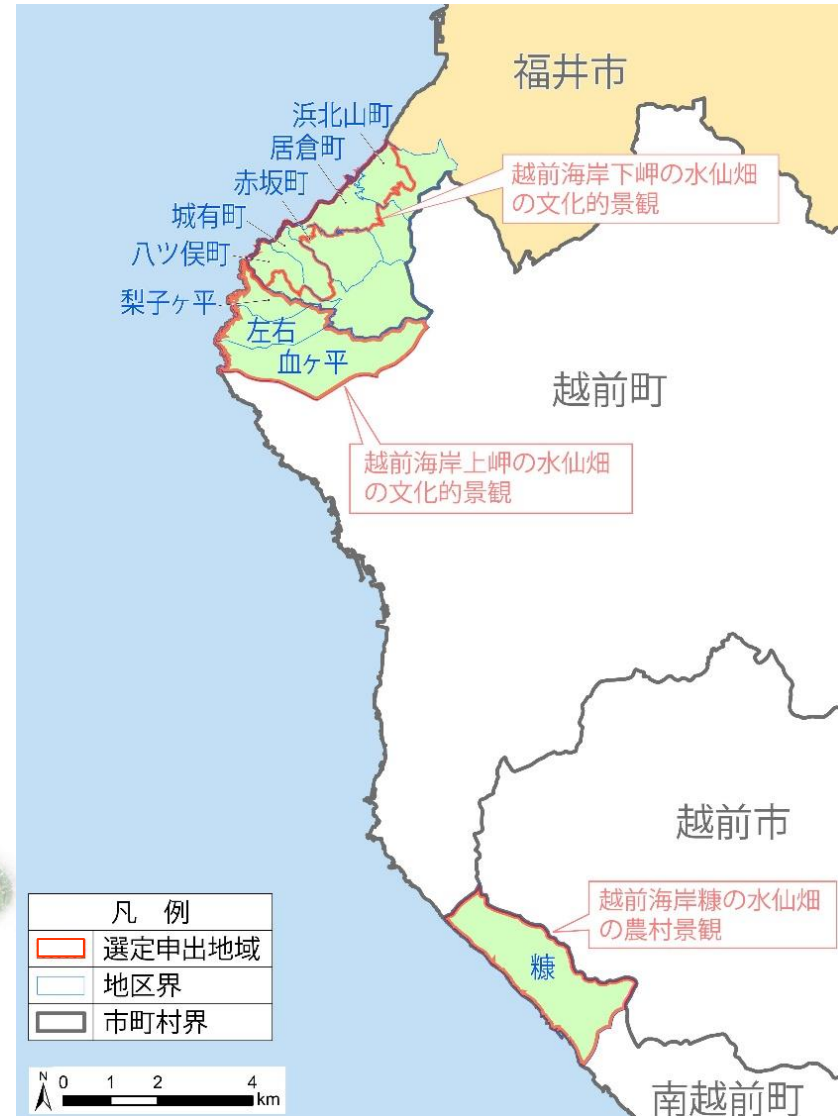 福井市
浜北山町
居倉町
赤坂町
城有町
八ツ俣町
梨子ヶ平
左右
血ヶ平
越前海岸下岬の水仙畑
の文化的景観
越前町
越前海岸上岬の水仙畑
の文化的景観
越前市
越前海岸糠の水仙畑
の農村景観
糠
南越前町
凡 例
選定申出地域
地区界
市町村界
N 0 1 2 4
km